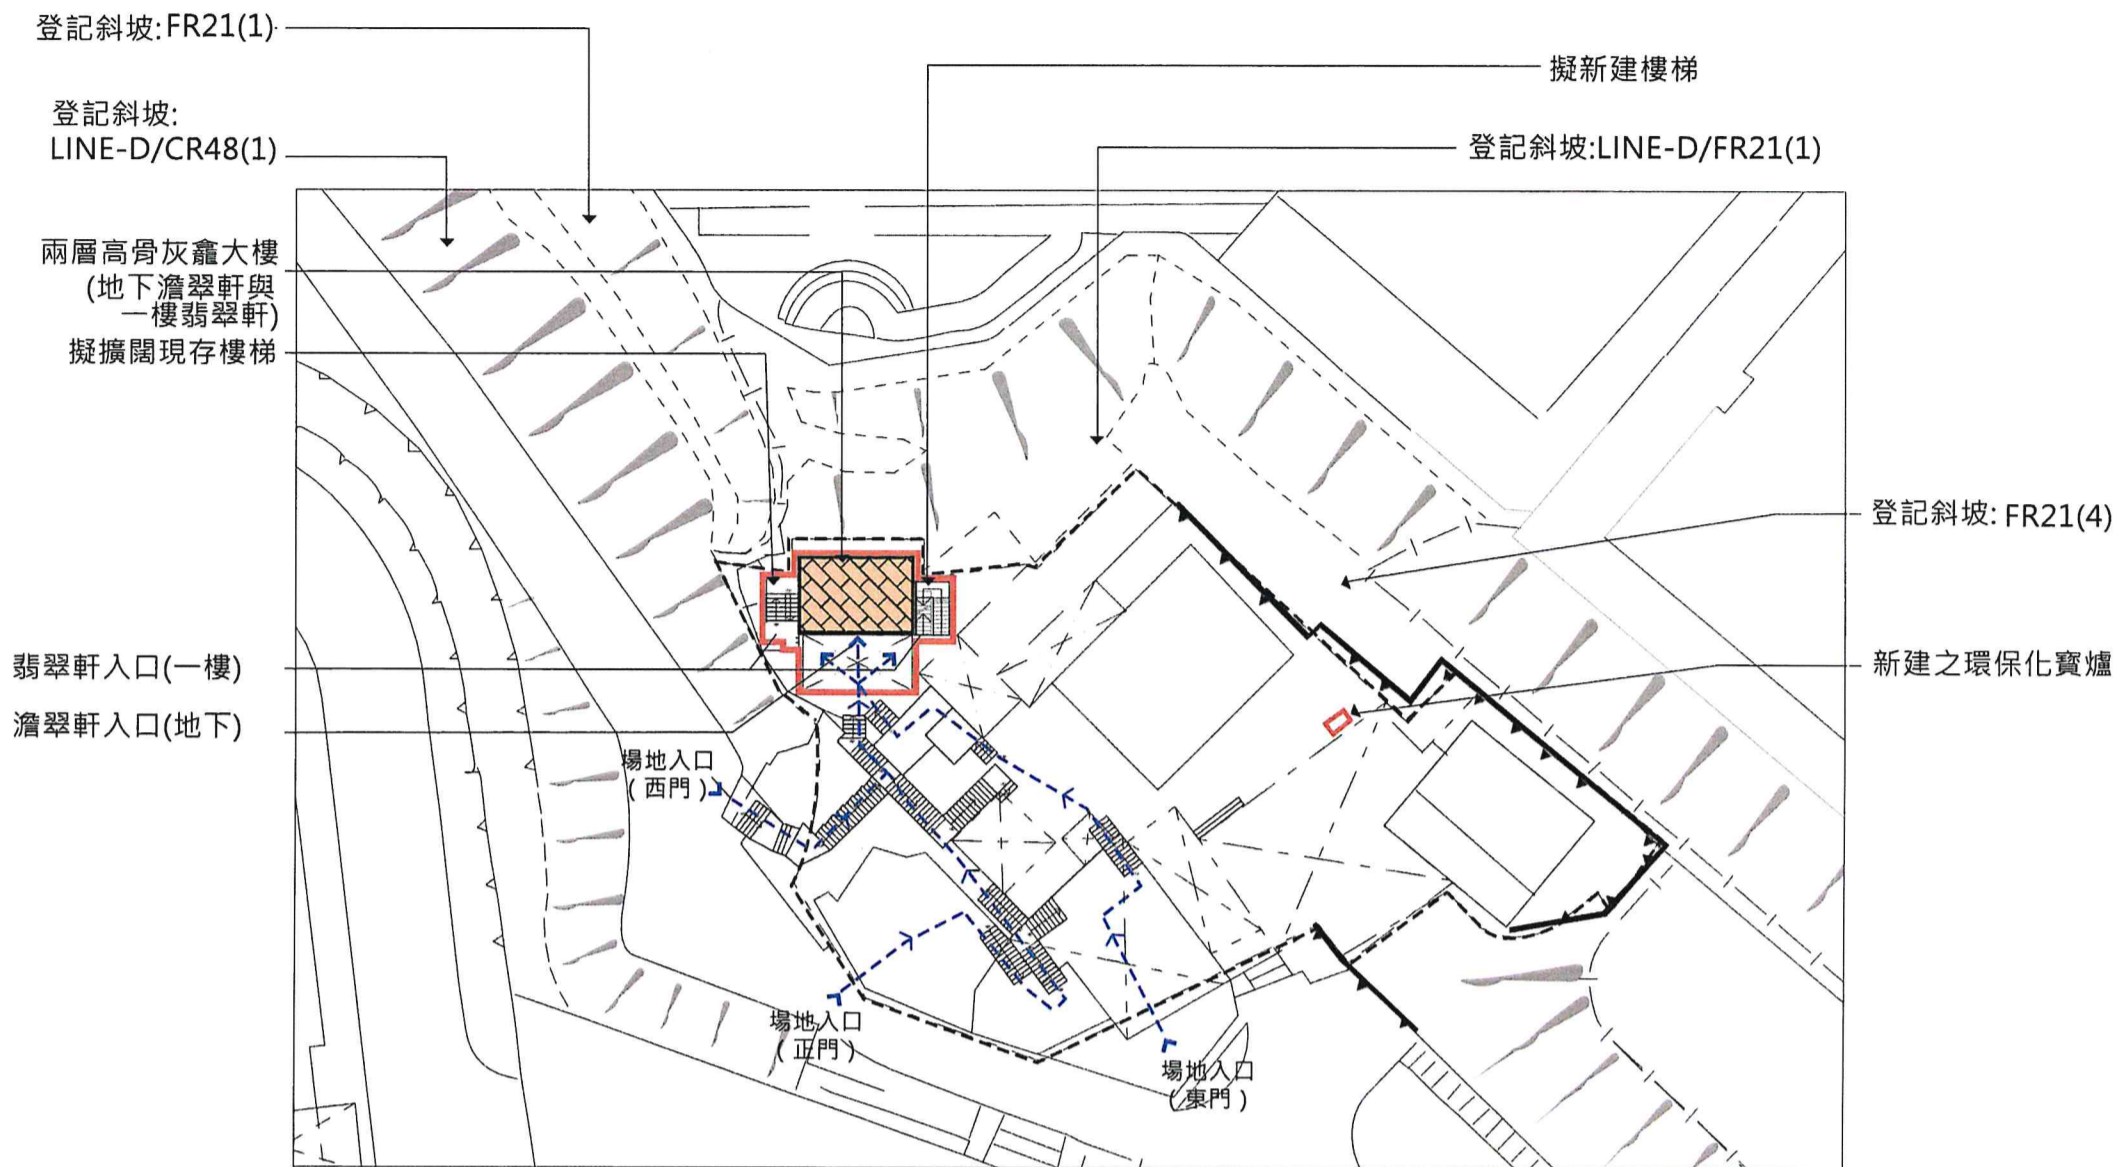 登記斜坡:FR21(1)
擬新建樓梯
登記斜坡:
LINE-D/CR48(1)
登記斜坡:LINE-D/FR21(1)
兩層高骨灰龕大樓
(地下澹翠軒與
一樓翡翠軒)
擬擴闊現存樓梯
登記斜坡: FR21(4)
翡翠軒入口(一樓)
新建之環保化寶爐
澹翠軒入口(地下)
場地入口
(西門)
場地入口
(正門)
場地入口
(東門)